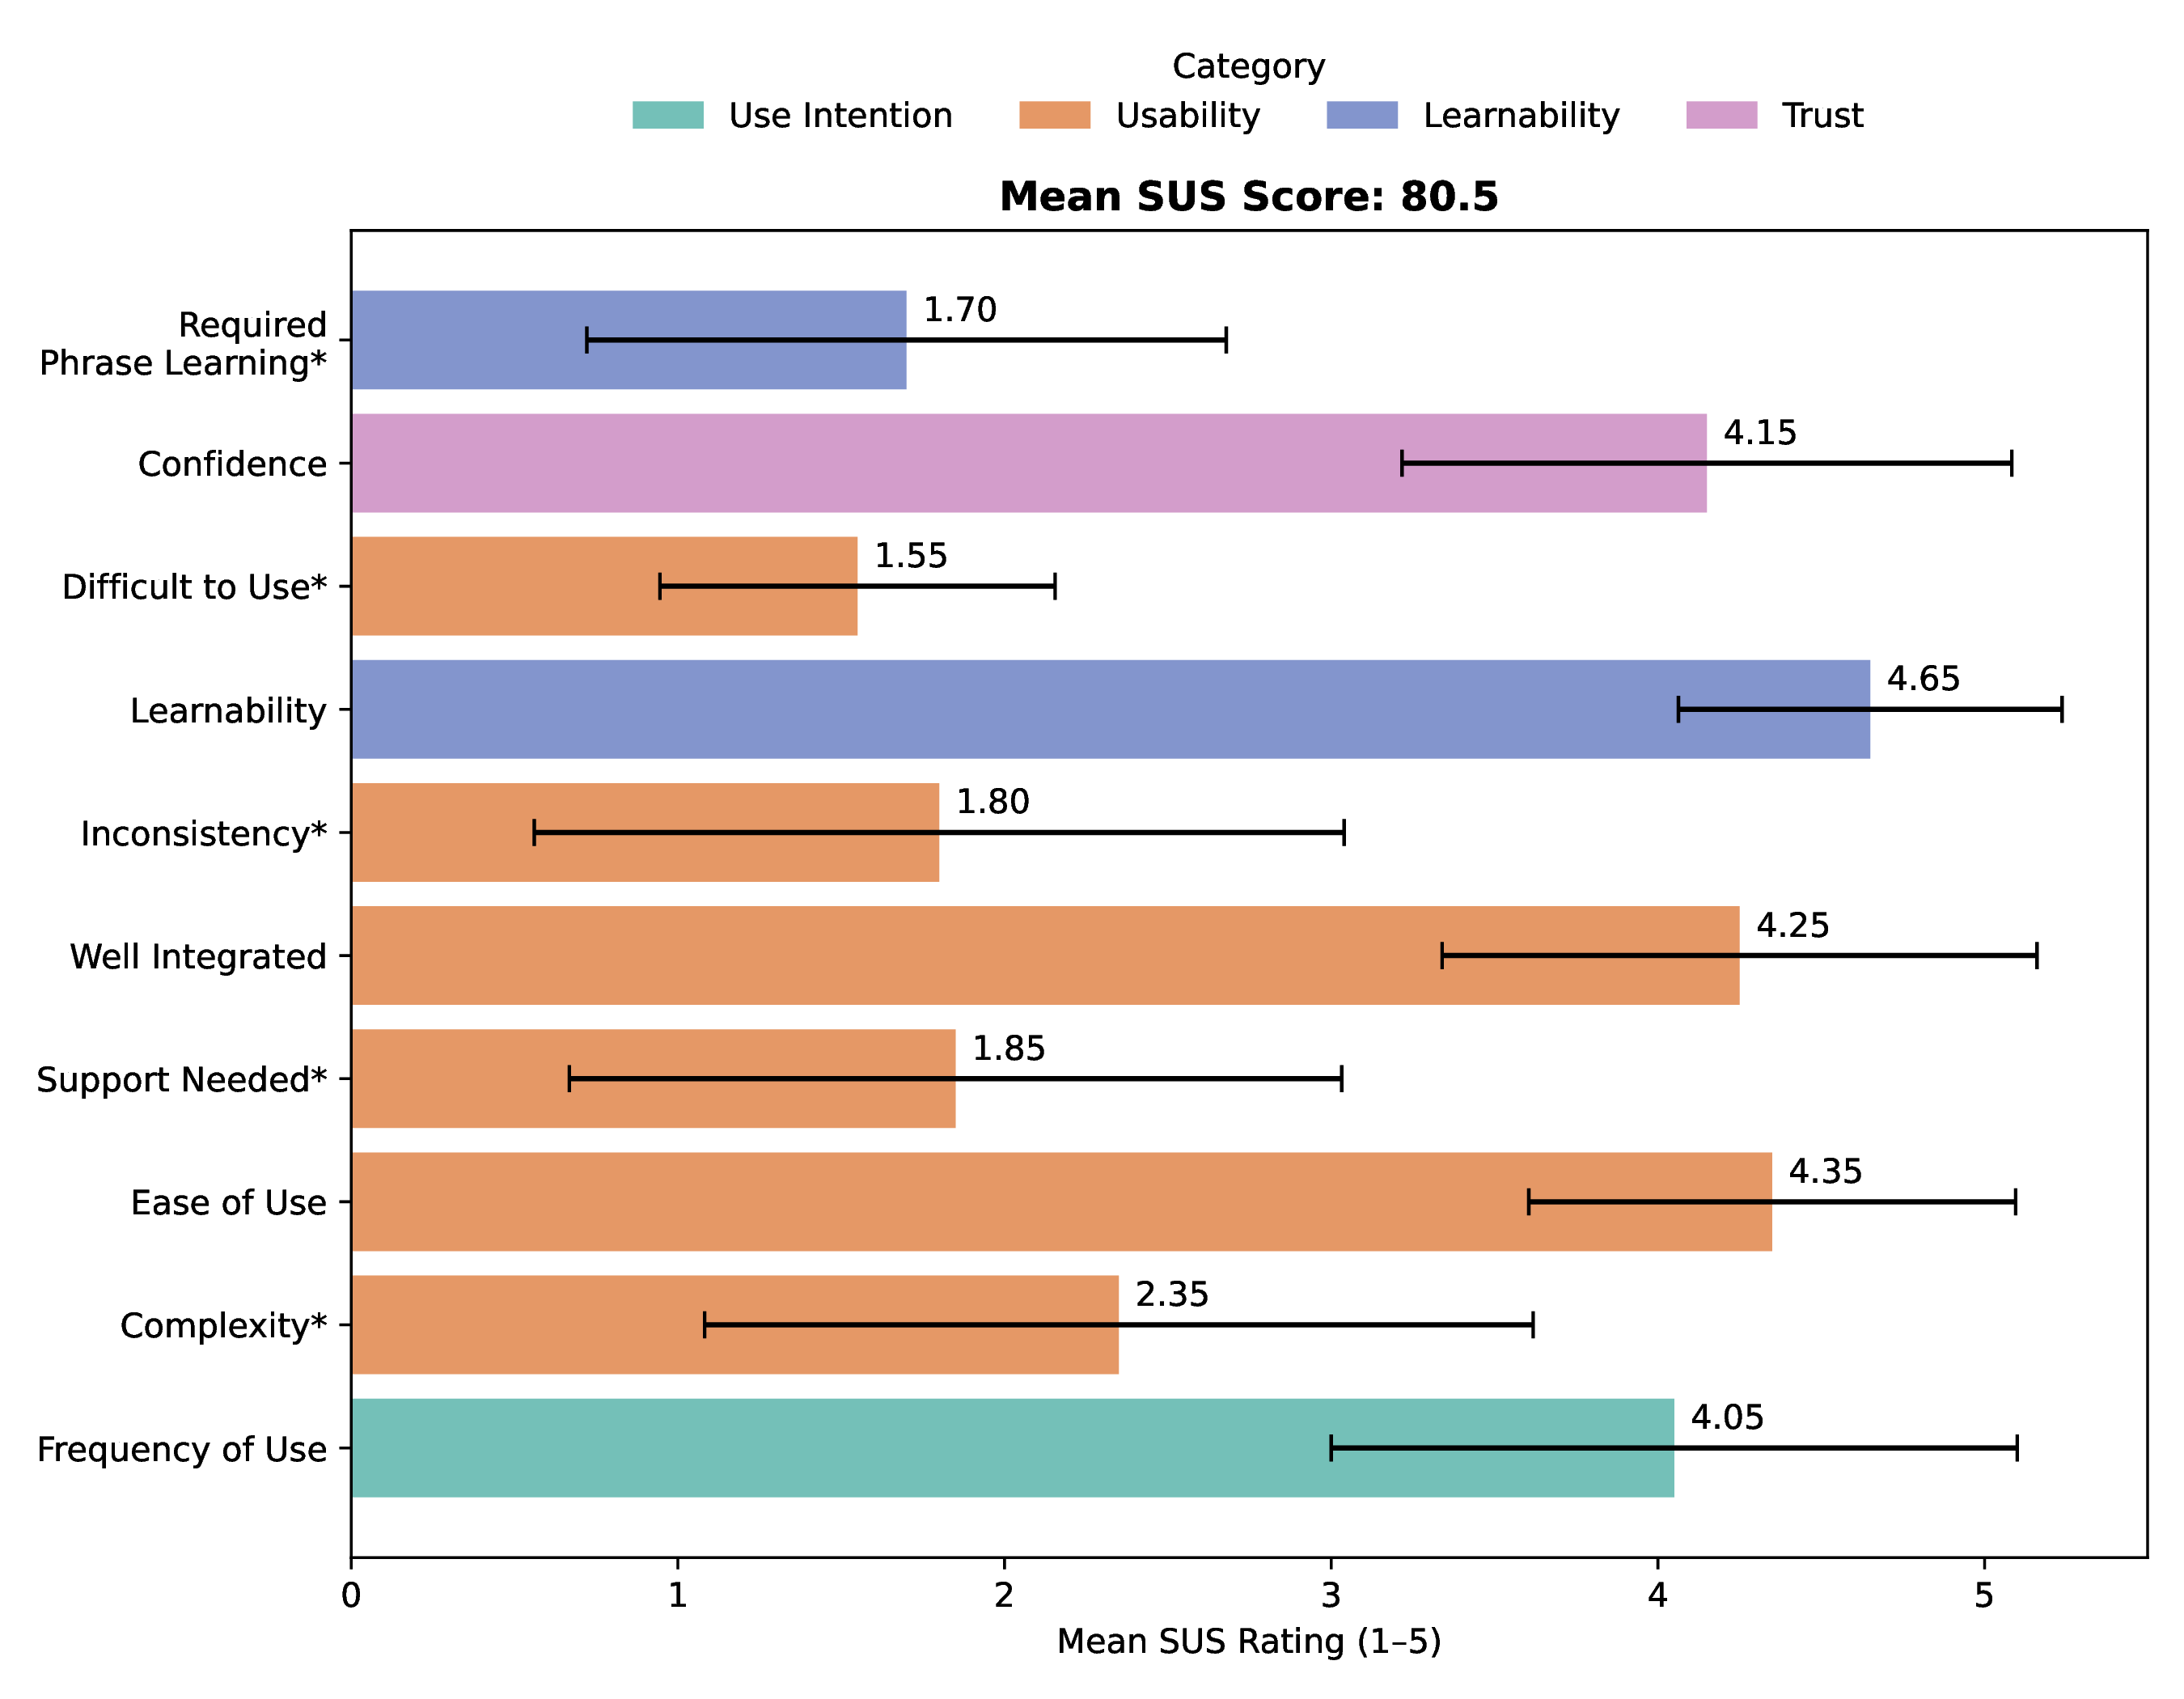 Category
Use Intention Usability Learnability Trust
Mean SUS Score: 80.5
Required
Phrase Learning*
1.70
Confidence
4.15
Difficult to Use*
1.55
Learnability
4.65
Inconsistency*
1.80
Well Integrated
4.25
Support Needed*
1.85
Ease of Use
4.35
Complexity*
2.35
Frequency of Use
4.05
0 1 2 3 4 5
Mean SUS Rating (1–5)